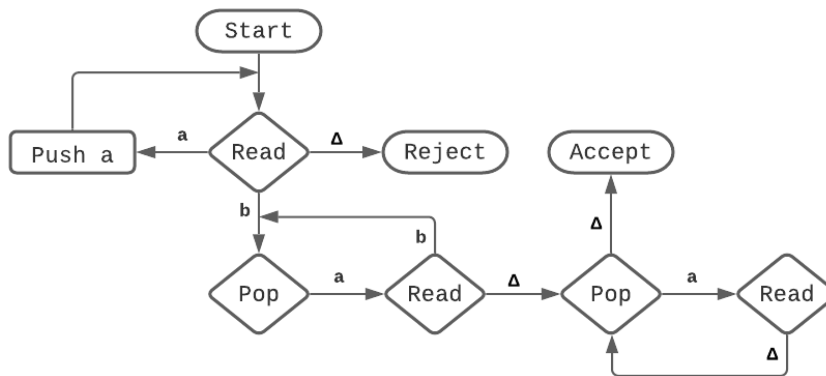 Start
a
Δ
Push a
Read
Reject
Accept
b
b
Δ
Pop
a
Read
Δ
Pop
a
Read
Δ